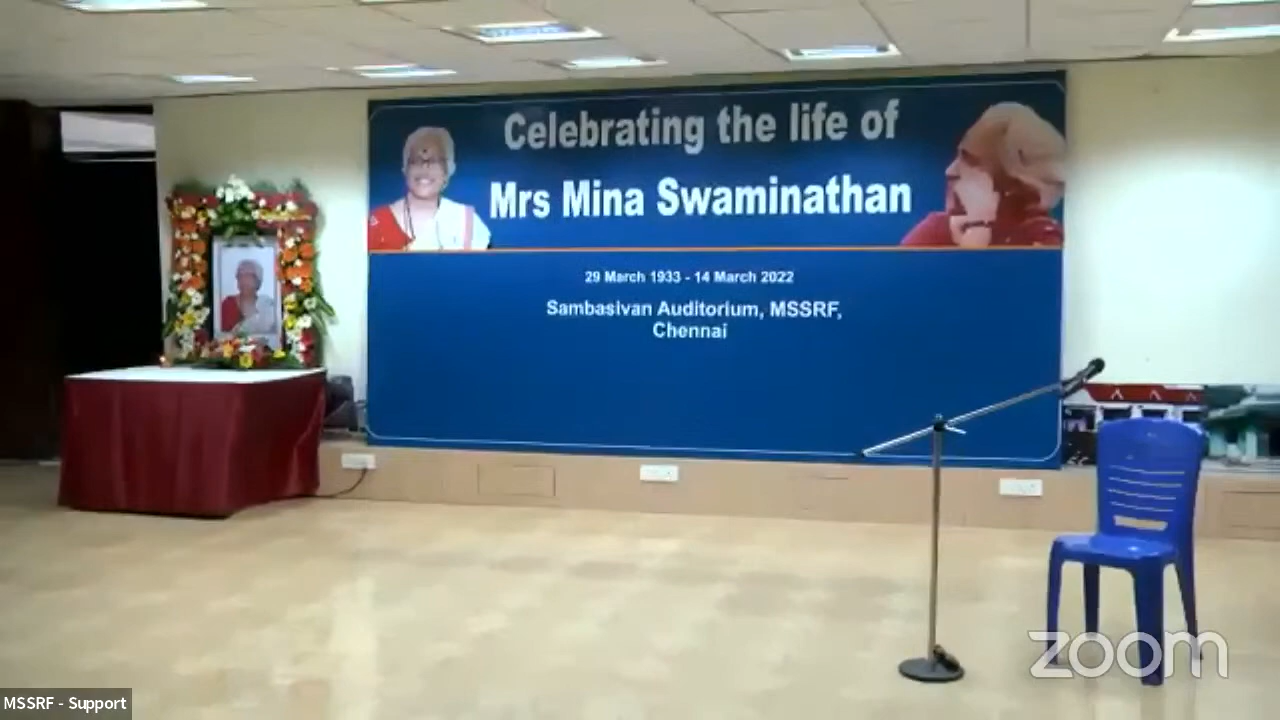 Celebrating the life of
Mrs Mina Swaminathan
29 March 1933 - 14 March 2022
Sambasivan Auditorium, MSSRF,
Chennai
zoom
MSSRF - Support